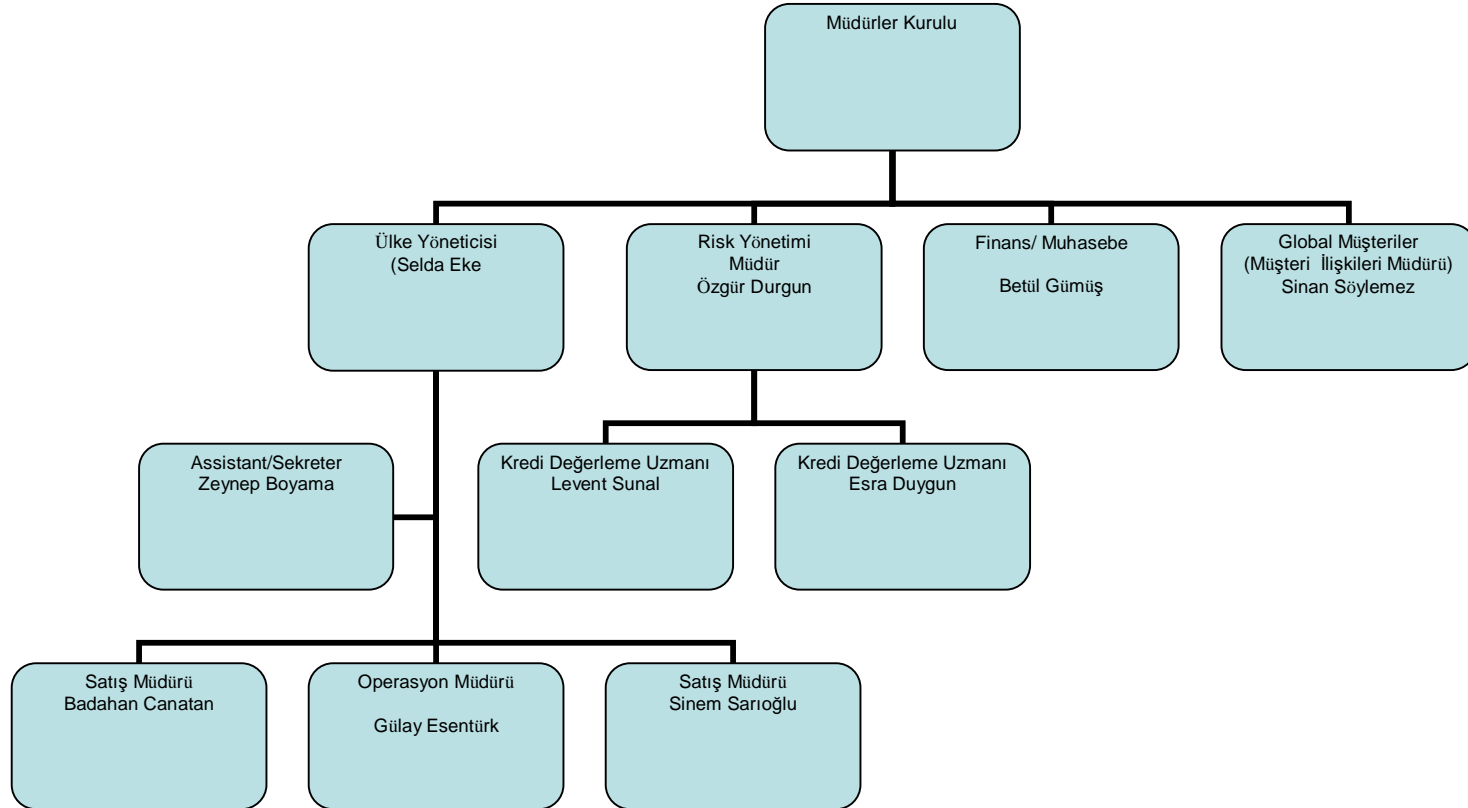 Müdürler Kurulu
Ülke Yöneticisi
(Selda Eke
Risk Yönetimi
Müdür
Özgür Durgun
Finans/ Muhasebe
Betül Gümüş
Global Müşteriler
(Müşteri İlişkileri Müdürü)
Sinan Söylemez
Assistant/Sekreter
Zeynep Boyama
Kredi Değerleme Uzmanı
Levent Sunal
Kredi Değerleme Uzmanı
Esra Duygun
Satış Müdürü
Badahan Canatan
Operasyon Müdürü
Gülay Esentürk
Satış Müdürü
Sinem Sarıoğlu